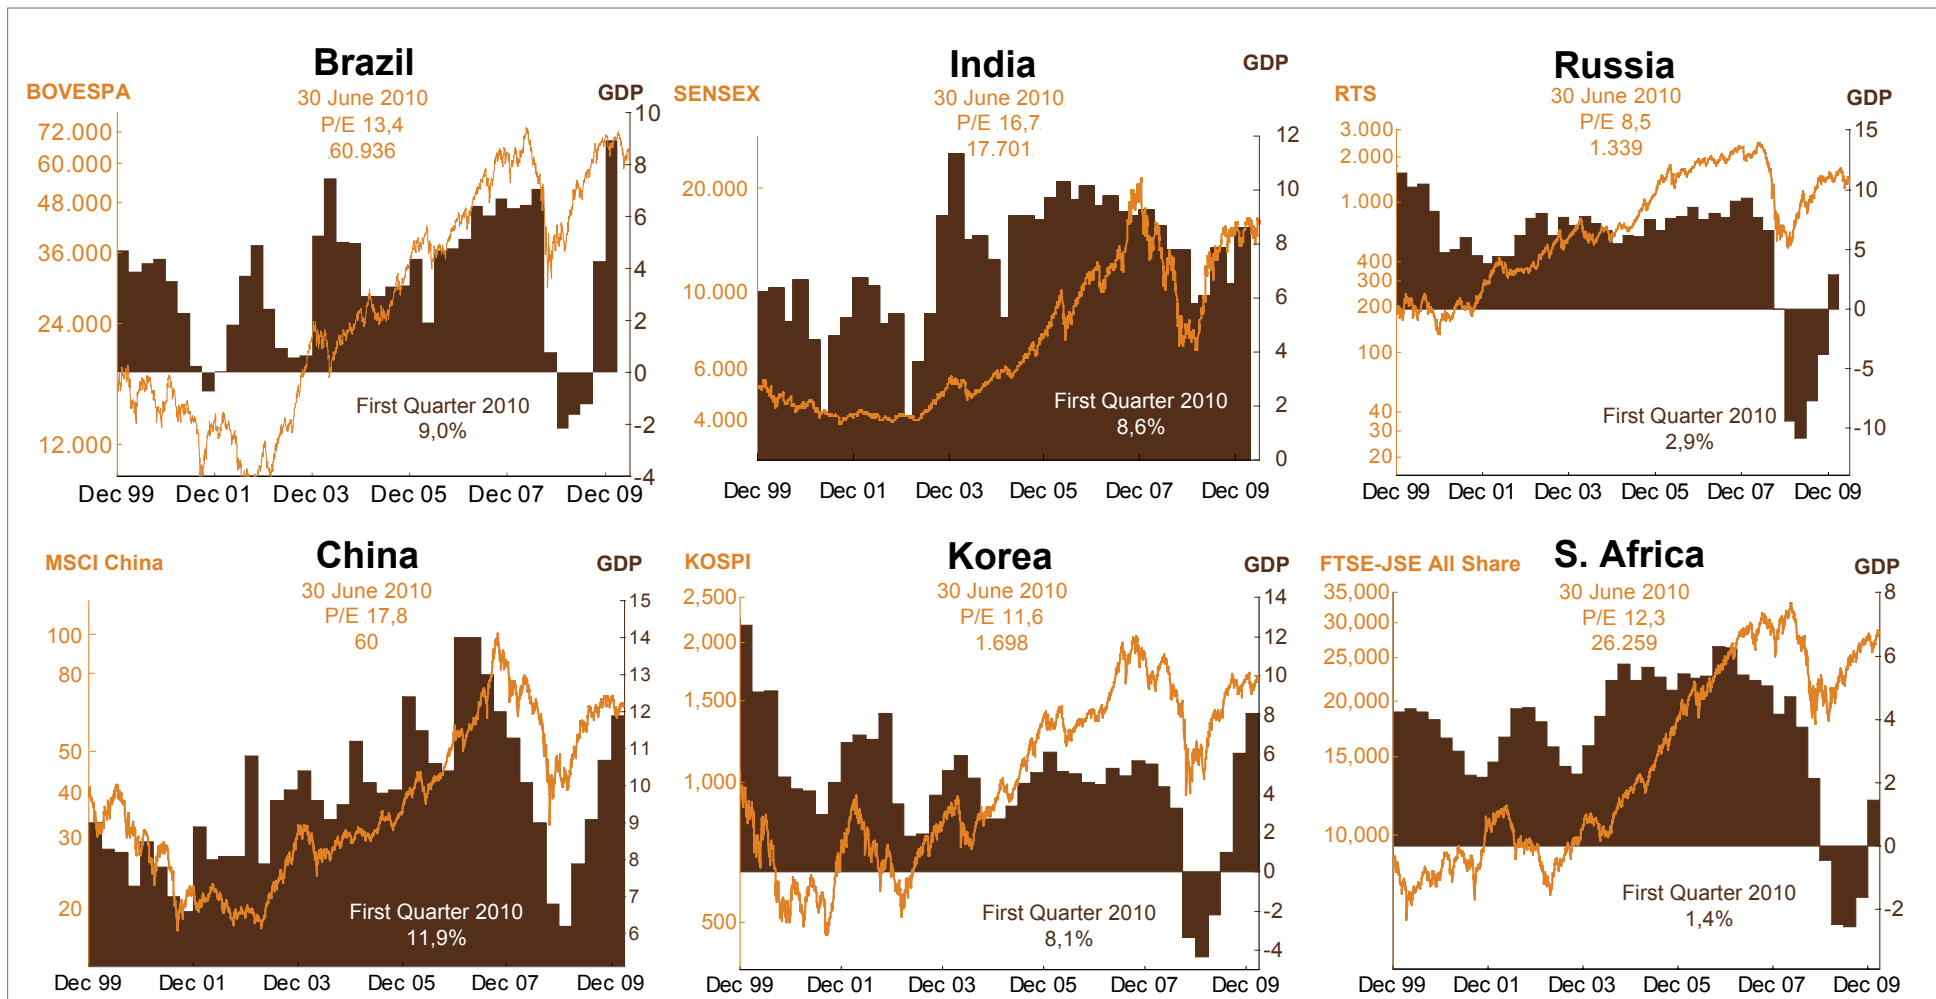 Brazil
BOVESPA
30 June 2010
GDP
P/E 13,4
60.936
72.000
60.000
48.000
36.000
24.000
12.000
10
8
6
4
2
0
-2
-4
First Quarter 2010
9,0%
Dec 99
Dec 01
Dec 03
Dec 05
Dec 07
Dec 09
India
GDP
SENSEX
30 June 2010
P/E 16,7
17.701
20.000
10.000
6.000
4.000
12
10
8
6
4
2
0
First Quarter 2010
8,6%
Dec 99
Dec 01
Dec 03
Dec 05
Dec 07
Dec 09
Russia
RTS
30 June 2010
GDP
P/E 8,5
1.339
3.000
2.000
1.000
400
300
200
100
40
30
20
15
10
5
0
-5
-10
First Quarter 2010
2,9%
Dec 99
Dec 01
Dec 03
Dec 05
Dec 07
Dec 09
China
MSCI China
GDP
30 June 2010
P/E 17,8
60
100
80
50
40
30
20
15
14
13
12
11
10
9
8
7
6
First Quarter 2010
11,9%
Dec 99
Dec 01
Dec 03
Dec 05
Dec 07
Dec 09
Korea
KOSPI
GDP
30 June 2010
P/E 11,6
1.698
2,500
2,000
1,500
1,000
500
14
12
10
8
6
4
2
0
-2
-4
First Quarter 2010
8,1%
Dec 99
Dec 01
Dec 03
Dec 05
Dec 07
Dec 09
S. Africa
FTSE-JSE All Share
GDP
30 June 2010
P/E 12,3
26.259
35,000
30,000
25,000
20,000
15,000
10,000
8
6
4
2
0
-2
First Quarter 2010
1,4%
Dec 99
Dec 01
Dec 03
Dec 05
Dec 07
Dec 09